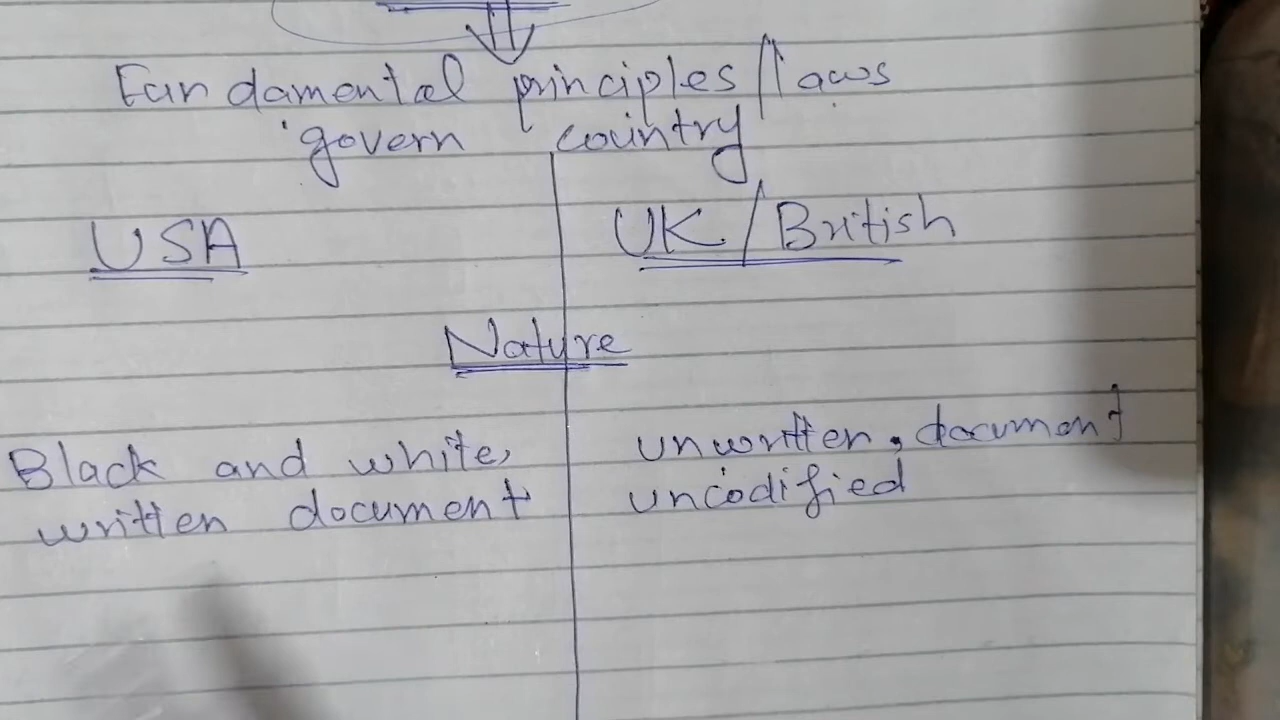 Fundamental principles/laws
govern country
USA
UK/British
Nature
Black and white,
written document
unwritten, document
uncodified